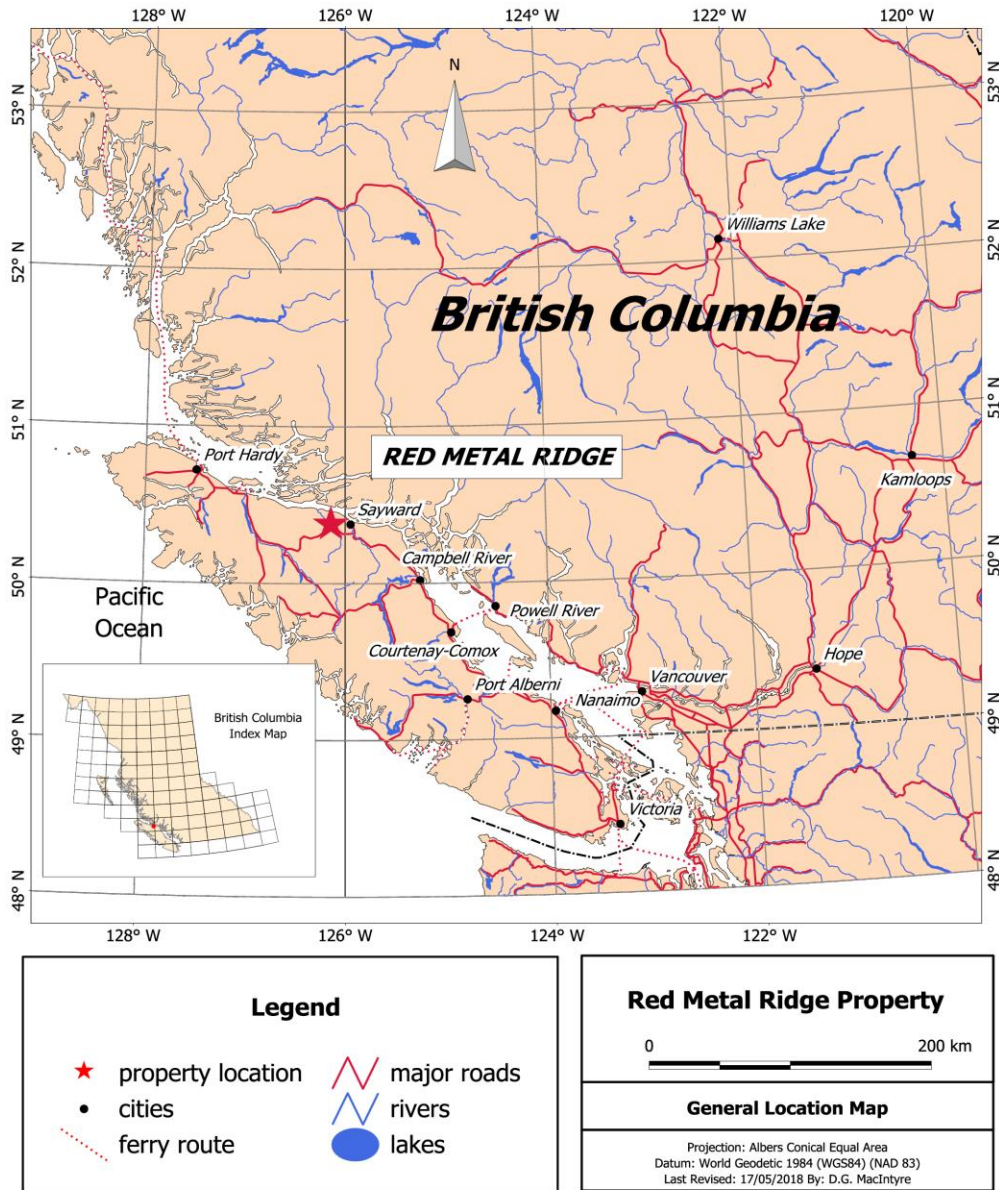 128° W
126° W
124° W
122° W
120° W
53° N
53° N
N
Williams Lake
52° N
52° N
British Columbia
51° N
51° N
RED METAL RIDGE
Port Hardy
Kamloops
Sayward
Campbell River
50° N
50° N
Pacific
Ocean
Powell River
Courtenay-Comox
Hope
Vancouver
Port Alberni
Nanaimo
British Columbia
Index Map
49° N
49° N
Victoria
48° N
48° N
128° W
126° W
124° W
122° W
Legend
property location
major roads
cities
rivers
ferry route
lakes
Red Metal Ridge Property
0
200 km
General Location Map
Projection: Albers Conical Equal Area
Datum: World Geodetic 1984 (WGS84) (NAD 83)
Last Revised: 17/05/2018 By: D.G. MacIntyre